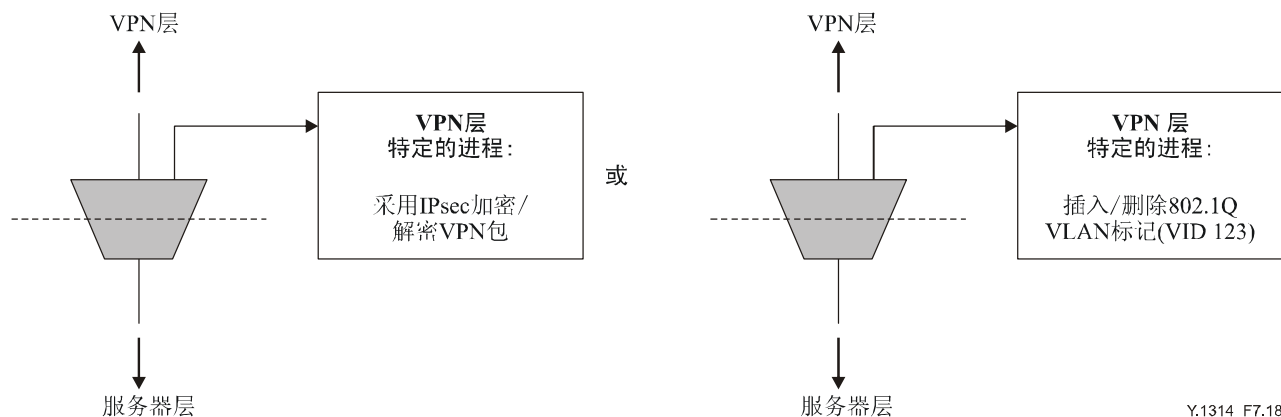 VPN层
VPN层
特定的进程：
采用IPsec加密/
解密VPN包
服务器层
或
VPN层
VPN 层
特定的进程：
插入/删除802.1Q
VLAN标记(VID 123)
服务器层
Y.1314_F7.18